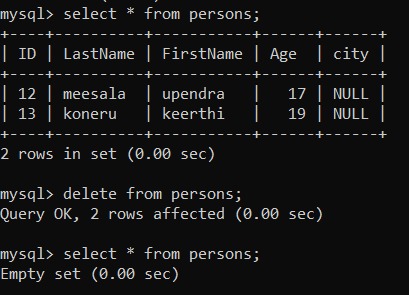 mysql> select * from persons;
+----+----------+-----------+------+------+
| ID | LastName | FirstName | Age  | city |
+----+----------+-----------+------+------+
| 12 | meesala  | upendra   |   17 | NULL |
| 13 | koneru   | keerthi   |   19 | NULL |
+----+----------+-----------+------+------+
2 rows in set (0.00 sec)

mysql> delete from persons;
Query OK, 2 rows affected (0.00 sec)

mysql> select * from persons;
Empty set (0.00 sec)